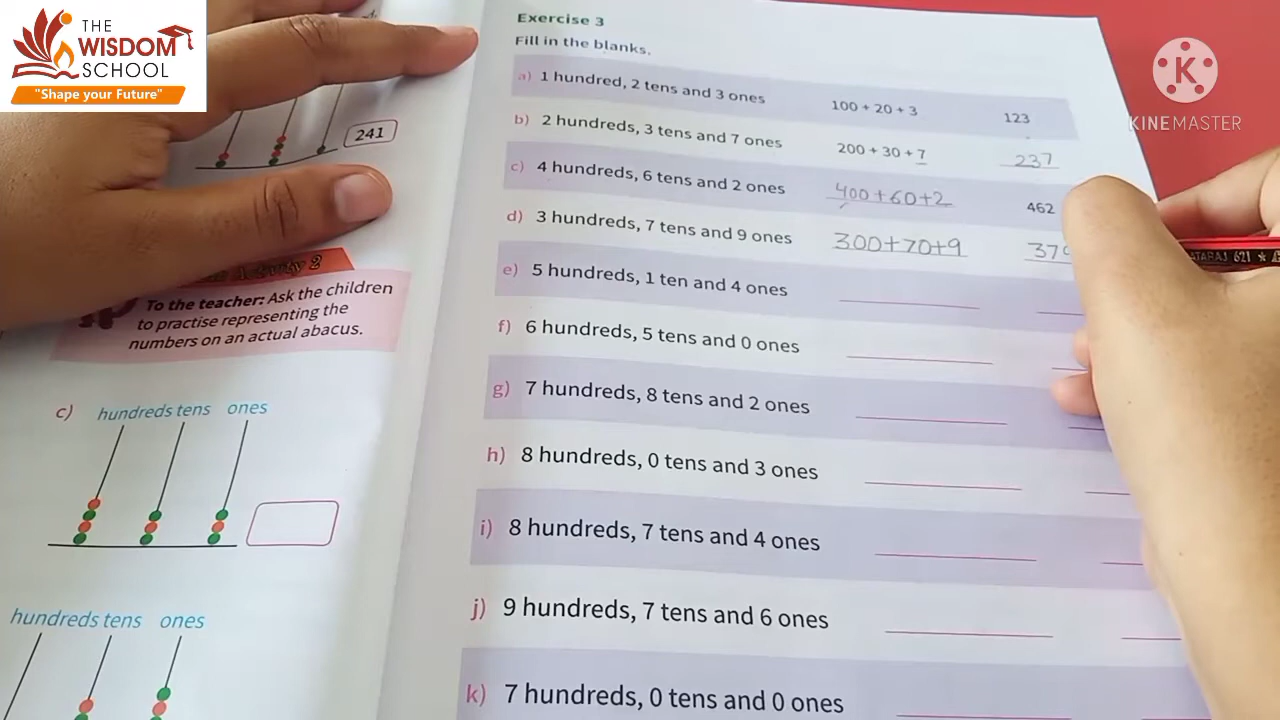 THE
WISDOM
SCHOOL
"Shape your Future"
KINEMASTER
241
Activity 2
To the teacher: Ask the children
to practise representing the
numbers on an actual abacus.
c) hundreds tens ones
hundreds tens ones
Exercise 3
Fill in the blanks.
a) 1 hundred, 2 tens and 3 ones 100 + 20 + 3 123
b) 2 hundreds, 3 tens and 7 ones 200 + 30 + 7 237
c) 4 hundreds, 6 tens and 2 ones 400+60+2 462
d) 3 hundreds, 7 tens and 9 ones 300+70+9 379
e) 5 hundreds, 1 ten and 4 ones
f) 6 hundreds, 5 tens and 0 ones
g) 7 hundreds, 8 tens and 2 ones
h) 8 hundreds, 0 tens and 3 ones
i) 8 hundreds, 7 tens and 4 ones
j) 9 hundreds, 7 tens and 6 ones
k) 7 hundreds, 0 tens and 0 ones
ATARAJ 621